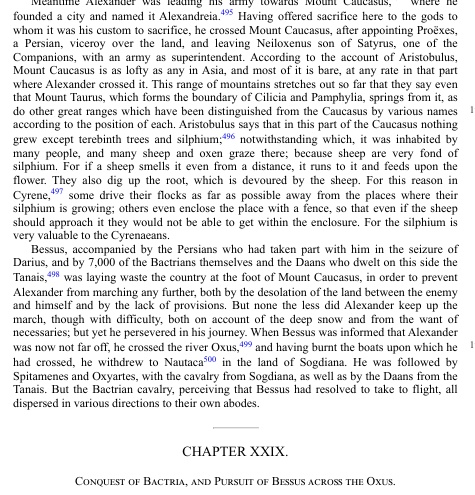 Meantime Alexander was leading his army towards Mount Caucasus, where he
founded a city and named it Alexandreia.495 Having offered sacrifice here to the gods to
whom it was his custom to sacrifice, he crossed Mount Caucasus, after appointing Proëxes,
a Persian, viceroy over the land, and leaving Neiloxenus son of Satyrus, one of the
Companions, with an army as superintendent. According to the account of Aristobulus,
Mount Caucasus is as lofty as any in Asia, and most of it is bare, at any rate in that part
where Alexander crossed it. This range of mountains stretches out so far that they say even
that Mount Taurus, which forms the boundary of Cilicia and Pamphylia, springs from it, as
do other great ranges which have been distinguished from the Caucasus by various names
according to the position of each. Aristobulus says that in this part of the Caucasus nothing
grew except terebinth trees and silphium;496 notwithstanding which, it was inhabited by
many people, and many sheep and oxen graze there; because sheep are very fond of
silphium. For if a sheep smells it even from a distance, it runs to it and feeds upon the
flower. They also dig up the root, which is devoured by the sheep. For this reason in
Cyrene,497 some drive their flocks as far as possible away from the places where their
silphium is growing; others even enclose the place with a fence, so that even if the sheep
should approach it they would not be able to get within the enclosure. For the silphium is
very valuable to the Cyrenaeans.
Bessus, accompanied by the Persians who had taken part with him in the seizure of
Darius, and by 7,000 of the Bactrians themselves and the Daans who dwelt on this side the
Tanais,498 was laying waste the country at the foot of Mount Caucasus, in order to prevent
Alexander from marching any further, both by the desolation of the land between the enemy
and himself and by the lack of provisions. But none the less did Alexander keep up the
march, though with difficulty, both on account of the deep snow and from the want of
necessaries; but yet he persevered in his journey. When Bessus was informed that Alexander
was now not far off, he crossed the river Oxus,499 and having burnt the boats upon which he
had crossed, he withdrew to Nautaca500 in the land of Sogdiana. He was followed by
Spitamenes and Oxyartes, with the cavalry from Sogdiana, as well as by the Daans from the
Tanais. But the Bactrian cavalry, perceiving that Bessus had resolved to take to flight, all
dispersed in various directions to their own abodes.
CHAPTER XXIX.
Conquest of Bactria, and Pursuit of Bessus across the Oxus.